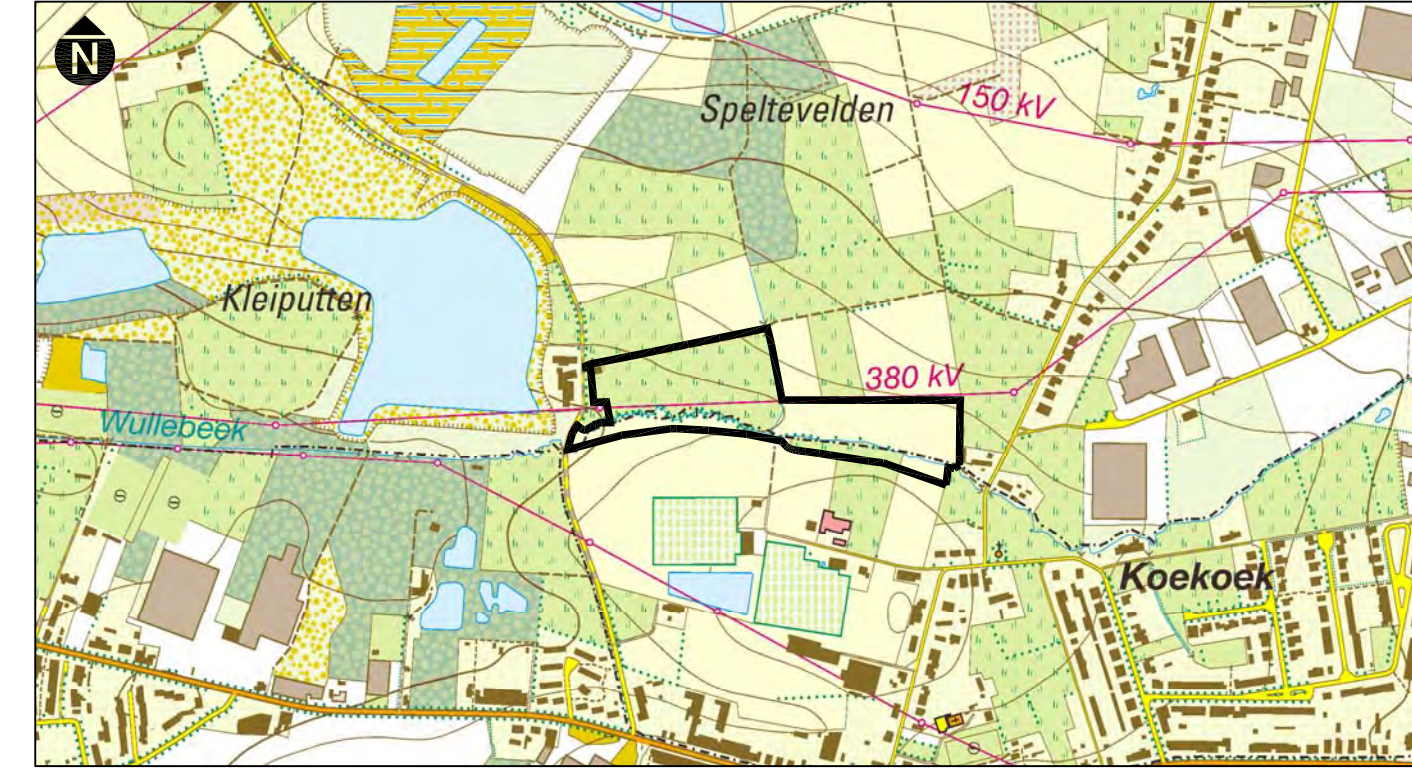 N
Speltevelden
150 kV
Kleiputten
380 kV
Wullebeek
Koekoek